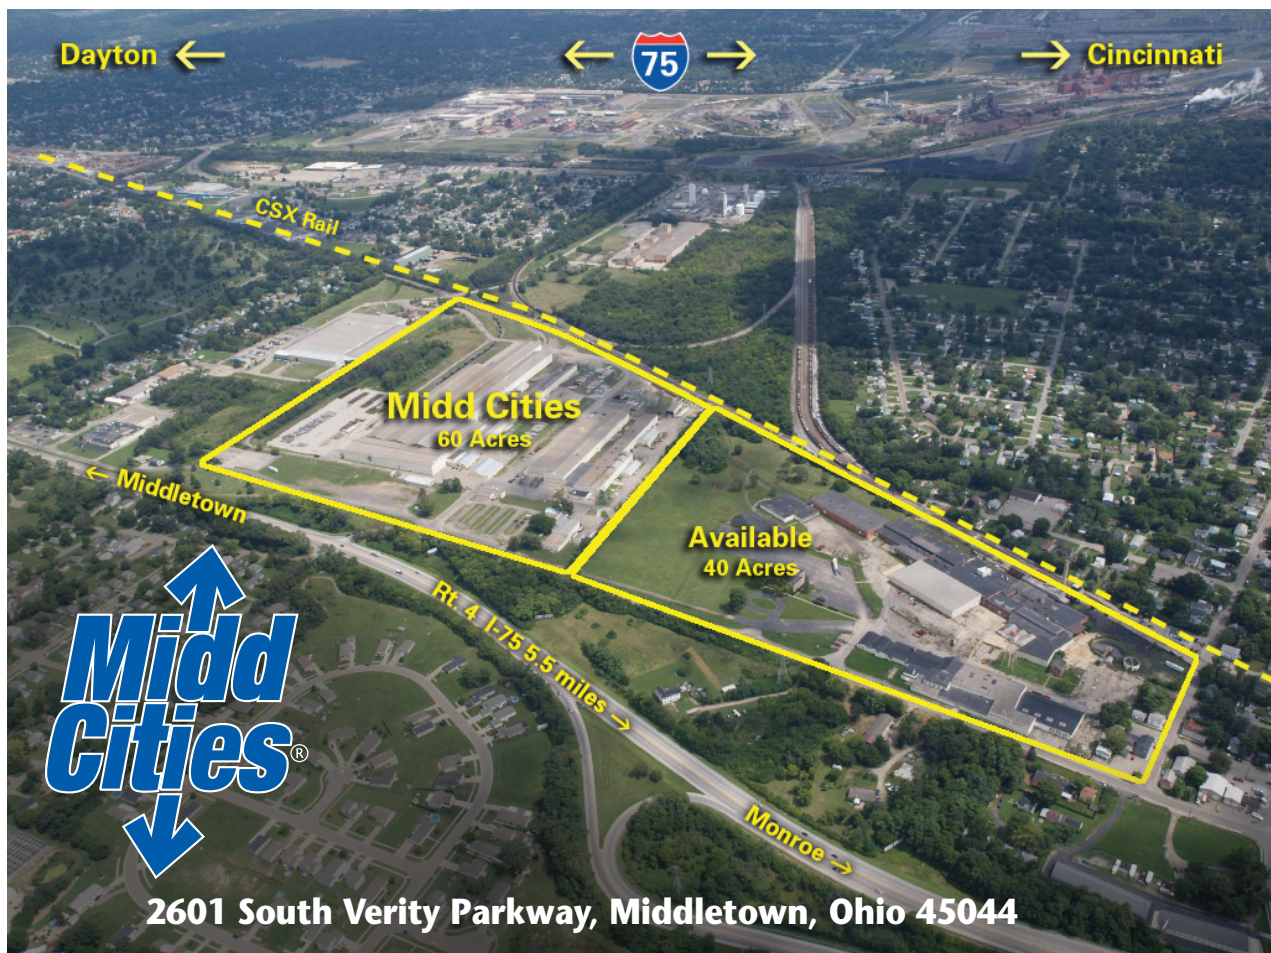 Dayton ←
← 75 →
→ Cincinnati
CSX Rail
Midd Cities
60 Acres
← Middletown
Available
40 Acres
Rt. 4 I-75 5.5 miles →
Midd
Cities®
Monroe →
2601 South Verity Parkway, Middletown, Ohio 45044